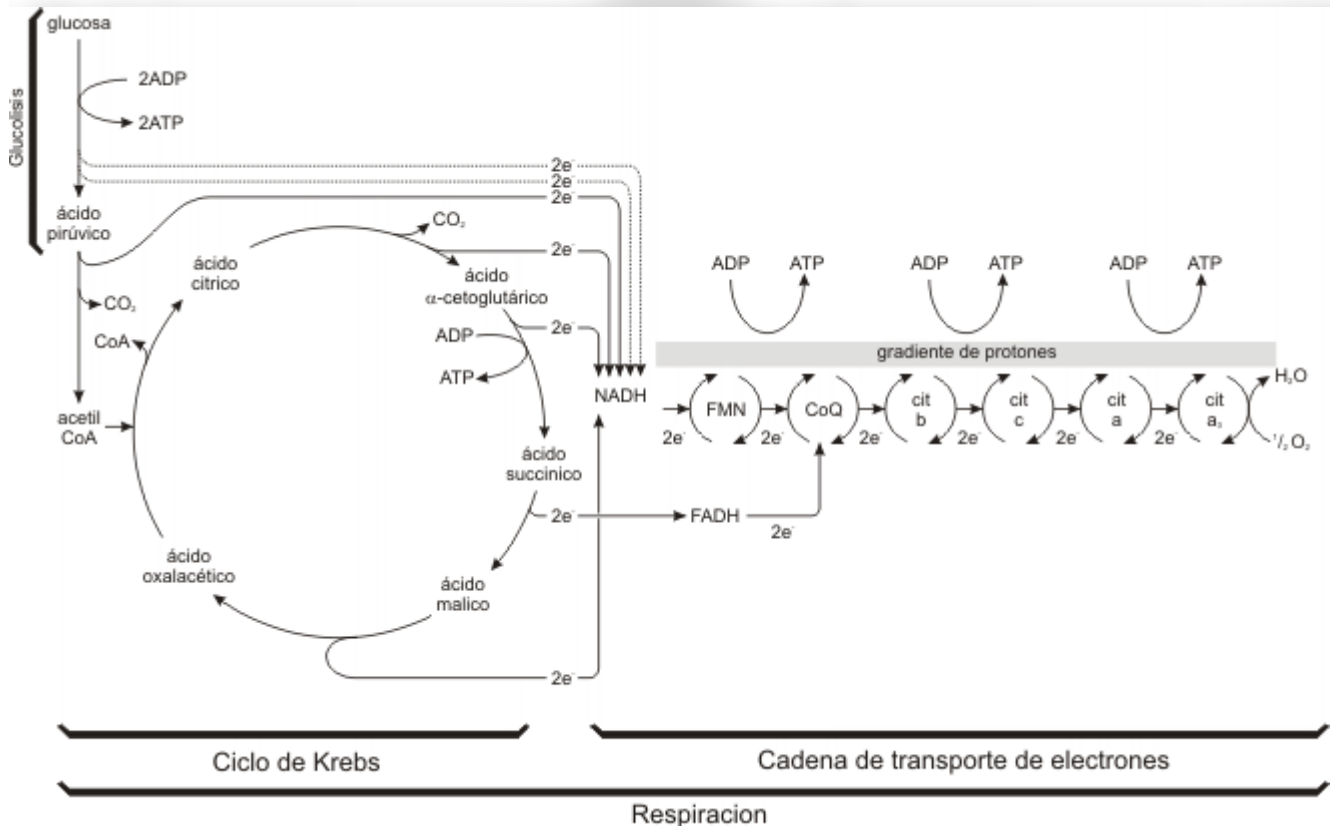 glucosa
Glucolisis
2ADP
2ATP
2e⁻
2e⁻
2e⁻
ácido
pirúvico
CO₂
2e⁻
ácido
citrico
ácido
α-cetoglutárico
ADP
ATP
ADP
ATP
ADP
ATP
CO₂
CoA
ADP
2e⁻
ATP
gradiente de protones
NADH
H₂O
acetil
CoA
FMN
CoQ
cit
b
cit
c
cit
a
cit
a₃
2e⁻
2e⁻
2e⁻
2e⁻
2e⁻
2e⁻
¹/₂ O₂
ácido
succinico
2e⁻
FADH
2e⁻
ácido
oxalacético
ácido
malico
2e⁻
Ciclo de Krebs
Cadena de transporte de electrones
Respiracion